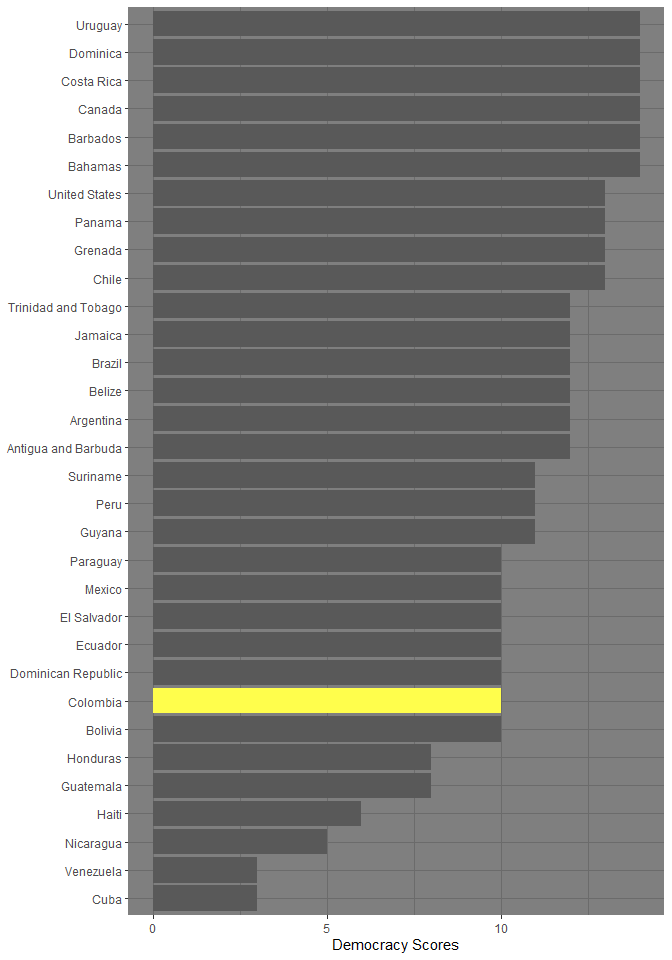 Uruguay
Dominica
Costa Rica
Canada
Barbados
Bahamas
United States
Panama
Grenada
Chile
Trinidad and Tobago
Jamaica
Brazil
Belize
Argentina
Antigua and Barbuda
Suriname
Peru
Guyana
Paraguay
Mexico
El Salvador
Ecuador
Dominican Republic
Colombia
Bolivia
Honduras
Guatemala
Haiti
Nicaragua
Venezuela
Cuba
0 5 10
Democracy Scores